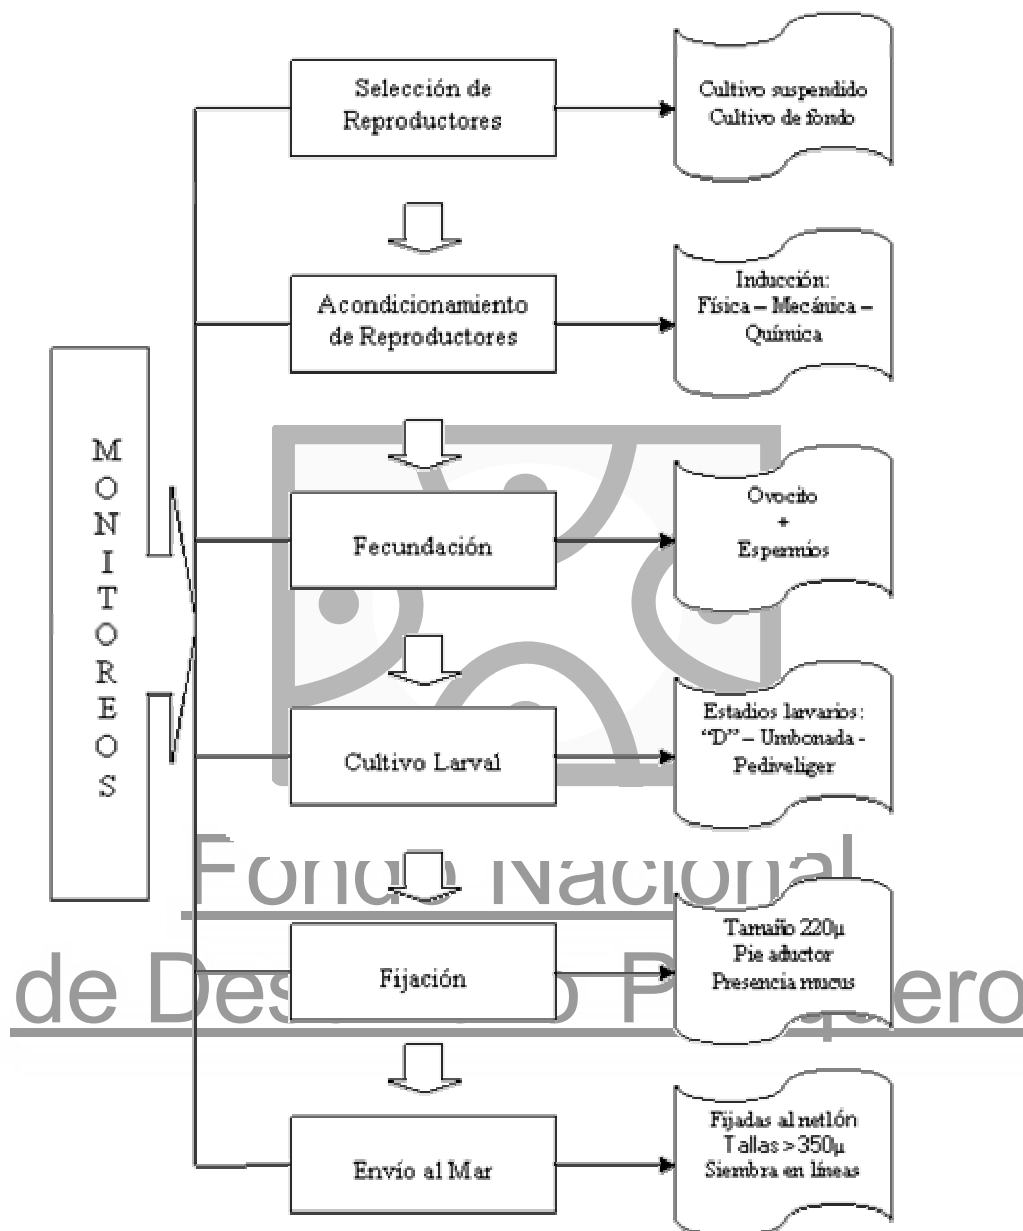 Selección de
Reproductores
Cultivo suspendido
Cultivo de fondo
Acondicionamiento
de Reproductores
Inducción:
Física – Mecánica –
Química
MONITOREOS
Fecundación
Ovocito
+
Espermios
Cultivo Larval
Estadios larvarios:
“D” – Umbonada -
Pediveliger
Fondo Nacional
Fijación
Tamaño 220µ
Pie aductor
Presencia mucus
de
Envío al Mar
Fijadas al netlón
Tallas > 350µ
Siembra en líneas